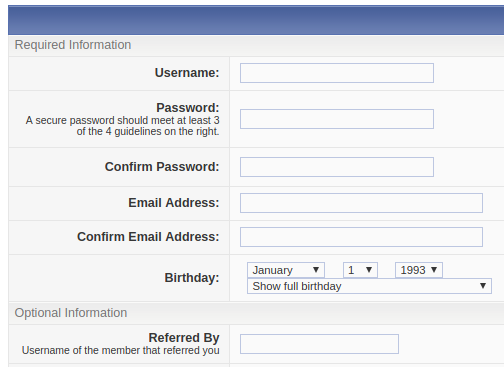 Required Information
Username:
Password:
A secure password should meet at least 3
of the 4 guidelines on the right.
Confirm Password:
Email Address:
Confirm Email Address:
Birthday:
January 1 1993
Show full birthday
Optional Information
Referred By
Username of the member that referred you